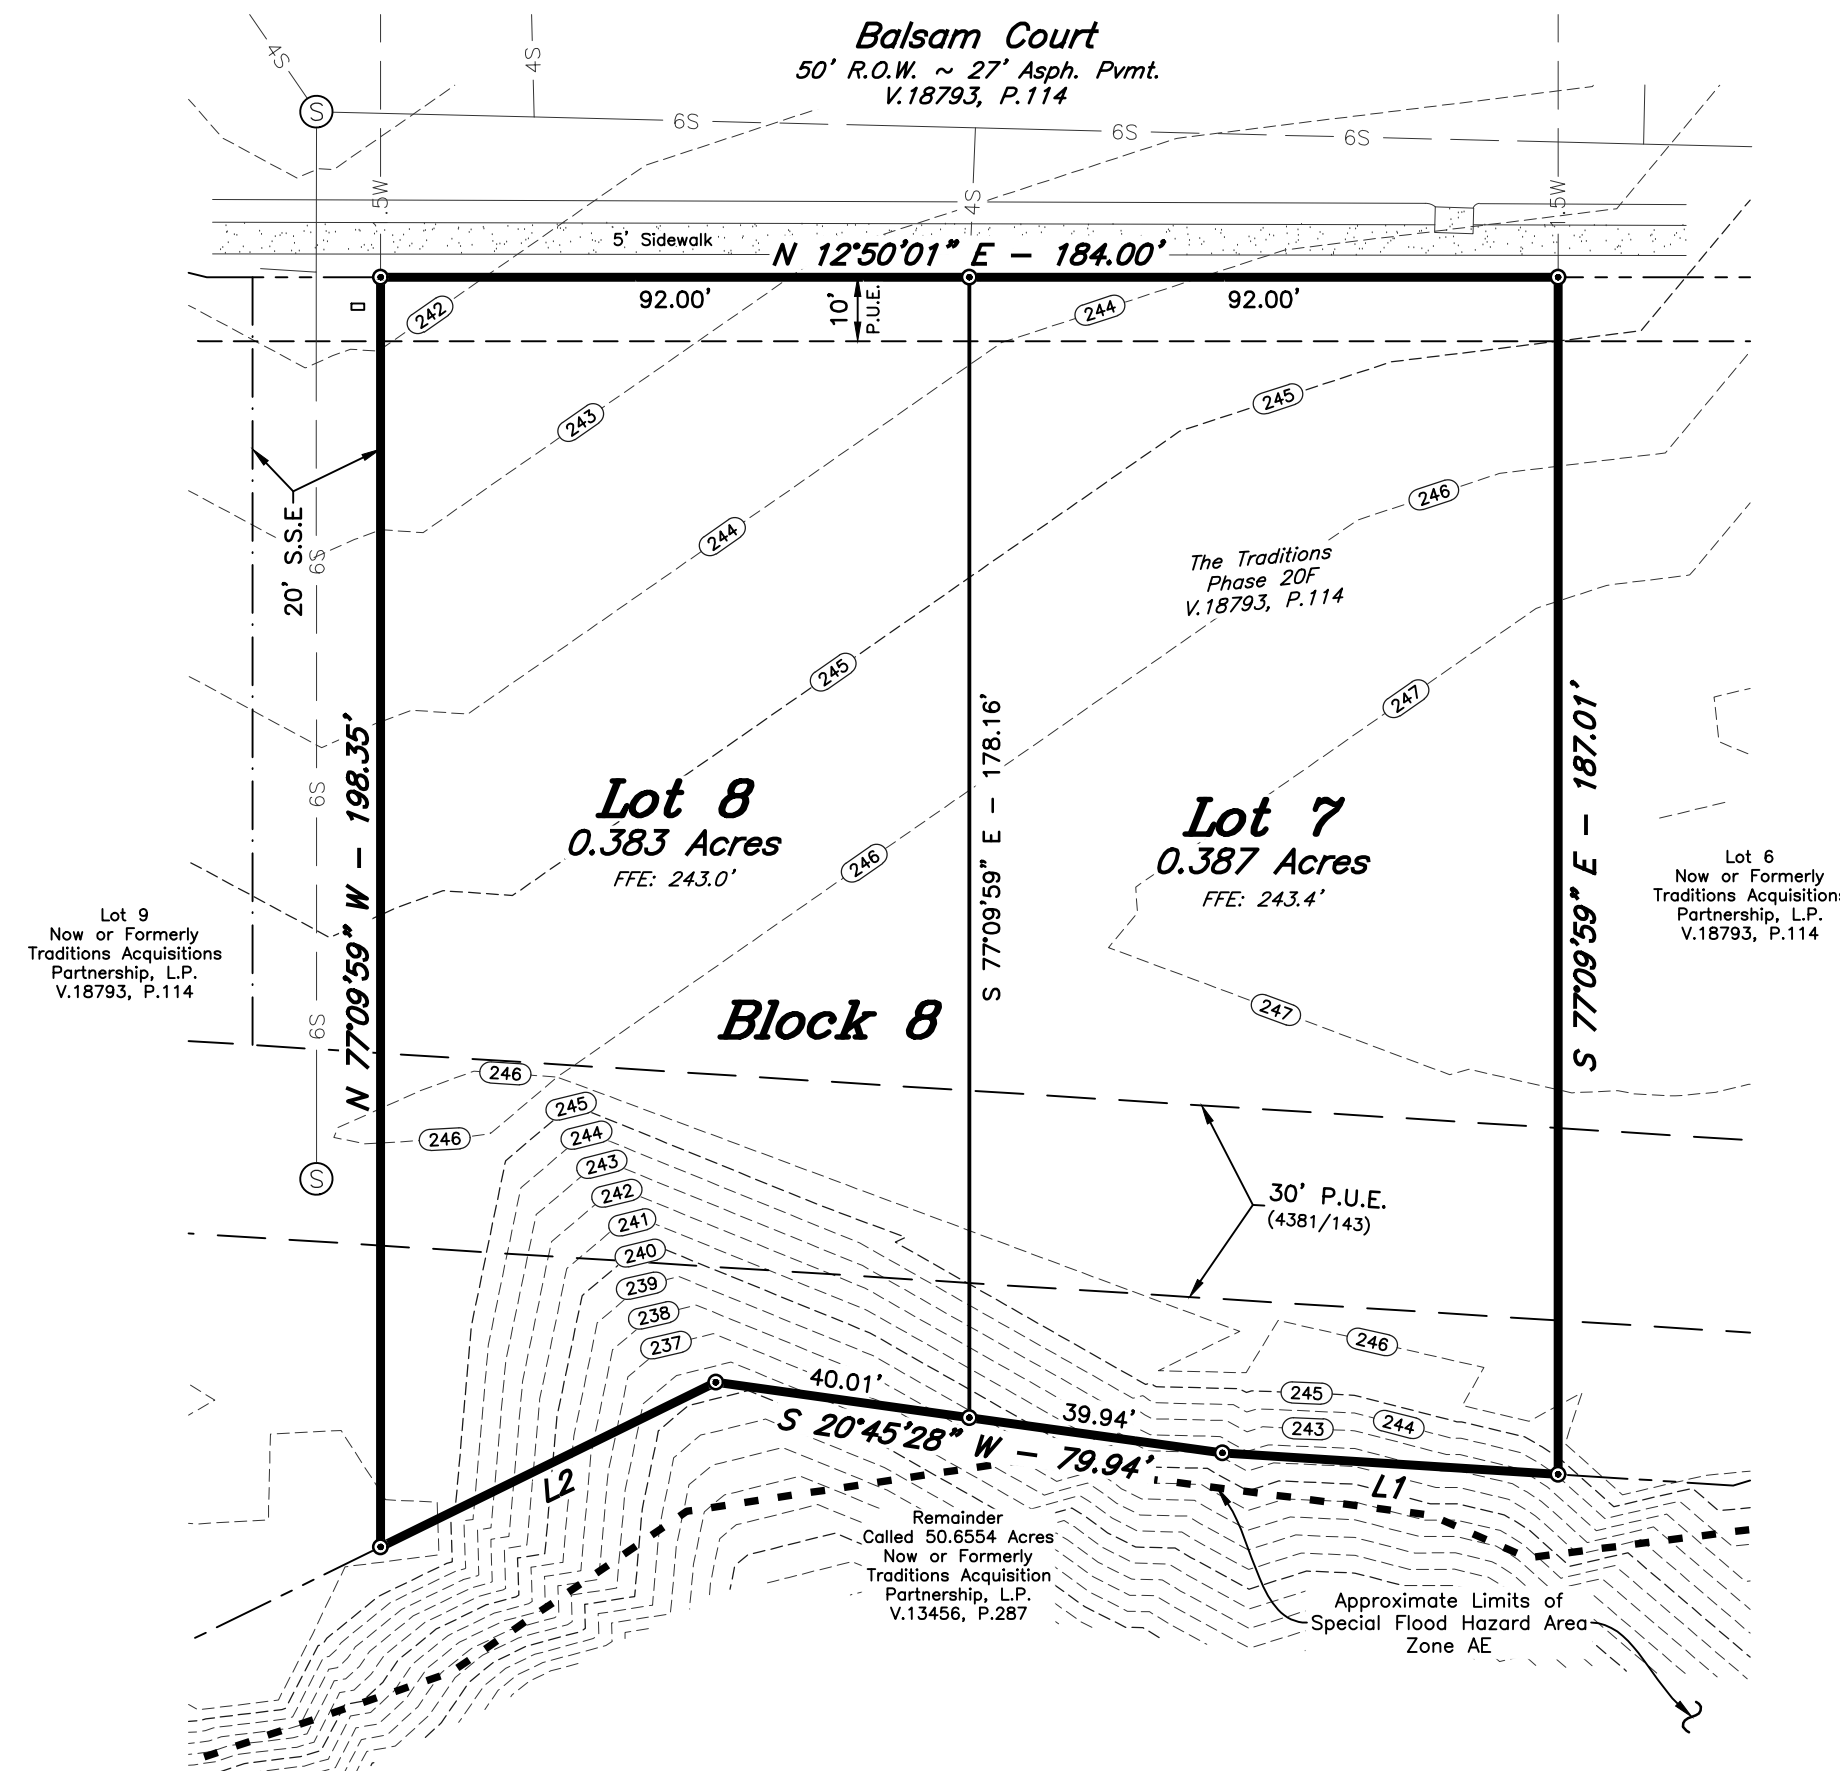 Balsam Court
50' R.O.W. ~ 27' Asph. Pvmt.
V.18793, P.114
4S
4S
S
6S
6S
6S
.5W
4S
1.5W
5' Sidewalk
N 12°50'01" E - 184.00'
92.00'
10'
P.U.E.
92.00'
242
244
243
245
244
246
20' S.S.E
6S
The Traditions
Phase 20F
V.18793, P.114
245
247
N 77°09'59" W - 198.35'
S 77°09'59" E - 178.16'
S 77°09'59" E - 187.01'
6S
Lot 8
0.383 Acres
FFE: 243.0'
246
Lot 7
0.387 Acres
FFE: 243.4'
Lot 6
Now or Formerly
Traditions Acquisitions
Partnership, L.P.
V.18793, P.114
Lot 9
Now or Formerly
Traditions Acquisitions
Partnership, L.P.
V.18793, P.114
Block 8
247
6S
246
245
246
244
243
S
242
241
240
239
238
237
30' P.U.E.
(4381/143)
246
40.01'
39.94'
S 20°45'28" W - 79.94'
245
243
244
L2
L1
Remainder
Called 50.6554 Acres
Now or Formerly
Traditions Acquisition
Partnership, L.P.
V.13456, P.287
Approximate Limits of
Special Flood Hazard Area
Zone AE